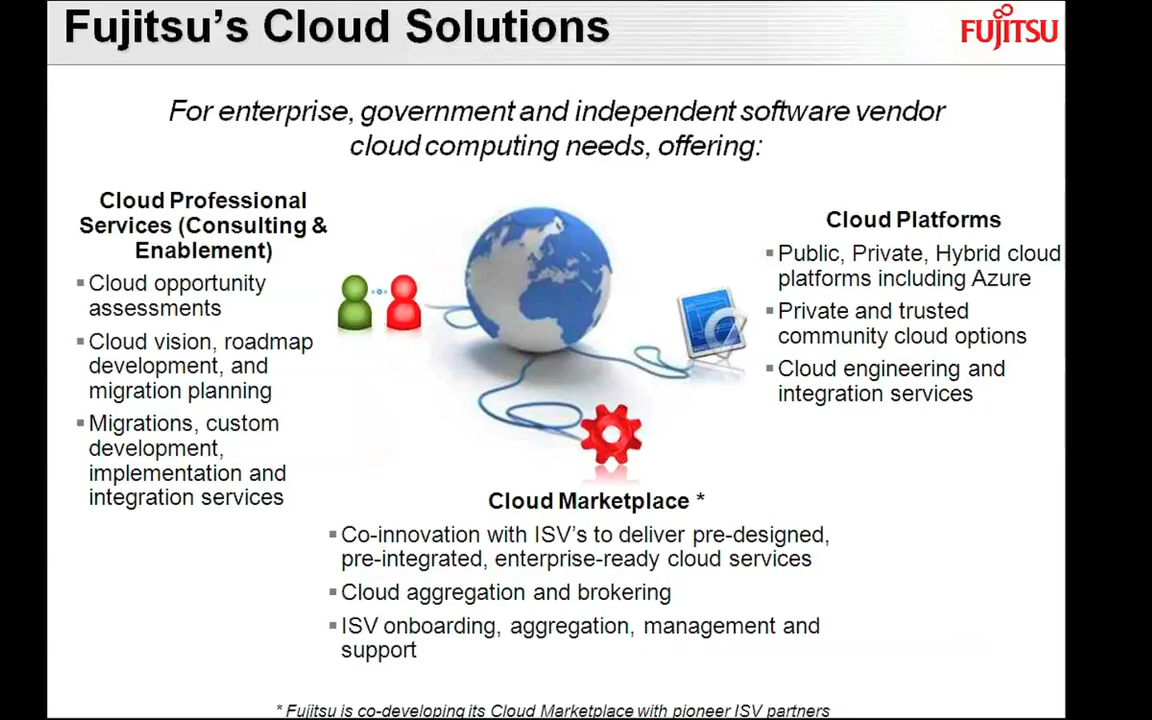 Fujitsu's Cloud Solutions
FUJITSU
For enterprise, government and independent software vendor
cloud computing needs, offering:
Cloud Professional
Services (Consulting &
Enablement)
▪ Cloud opportunity
assessments
▪ Cloud vision, roadmap
development, and
migration planning
▪ Migrations, custom
development,
implementation and
integration services
Cloud Platforms
▪ Public, Private, Hybrid cloud
platforms including Azure
▪ Private and trusted
community cloud options
▪ Cloud engineering and
integration services
Cloud Marketplace *
▪ Co-innovation with ISV's to deliver pre-designed,
pre-integrated, enterprise-ready cloud services
▪ Cloud aggregation and brokering
▪ ISV onboarding, aggregation, management and
support
* Fujitsu is co-developing its Cloud Marketplace with pioneer ISV partners